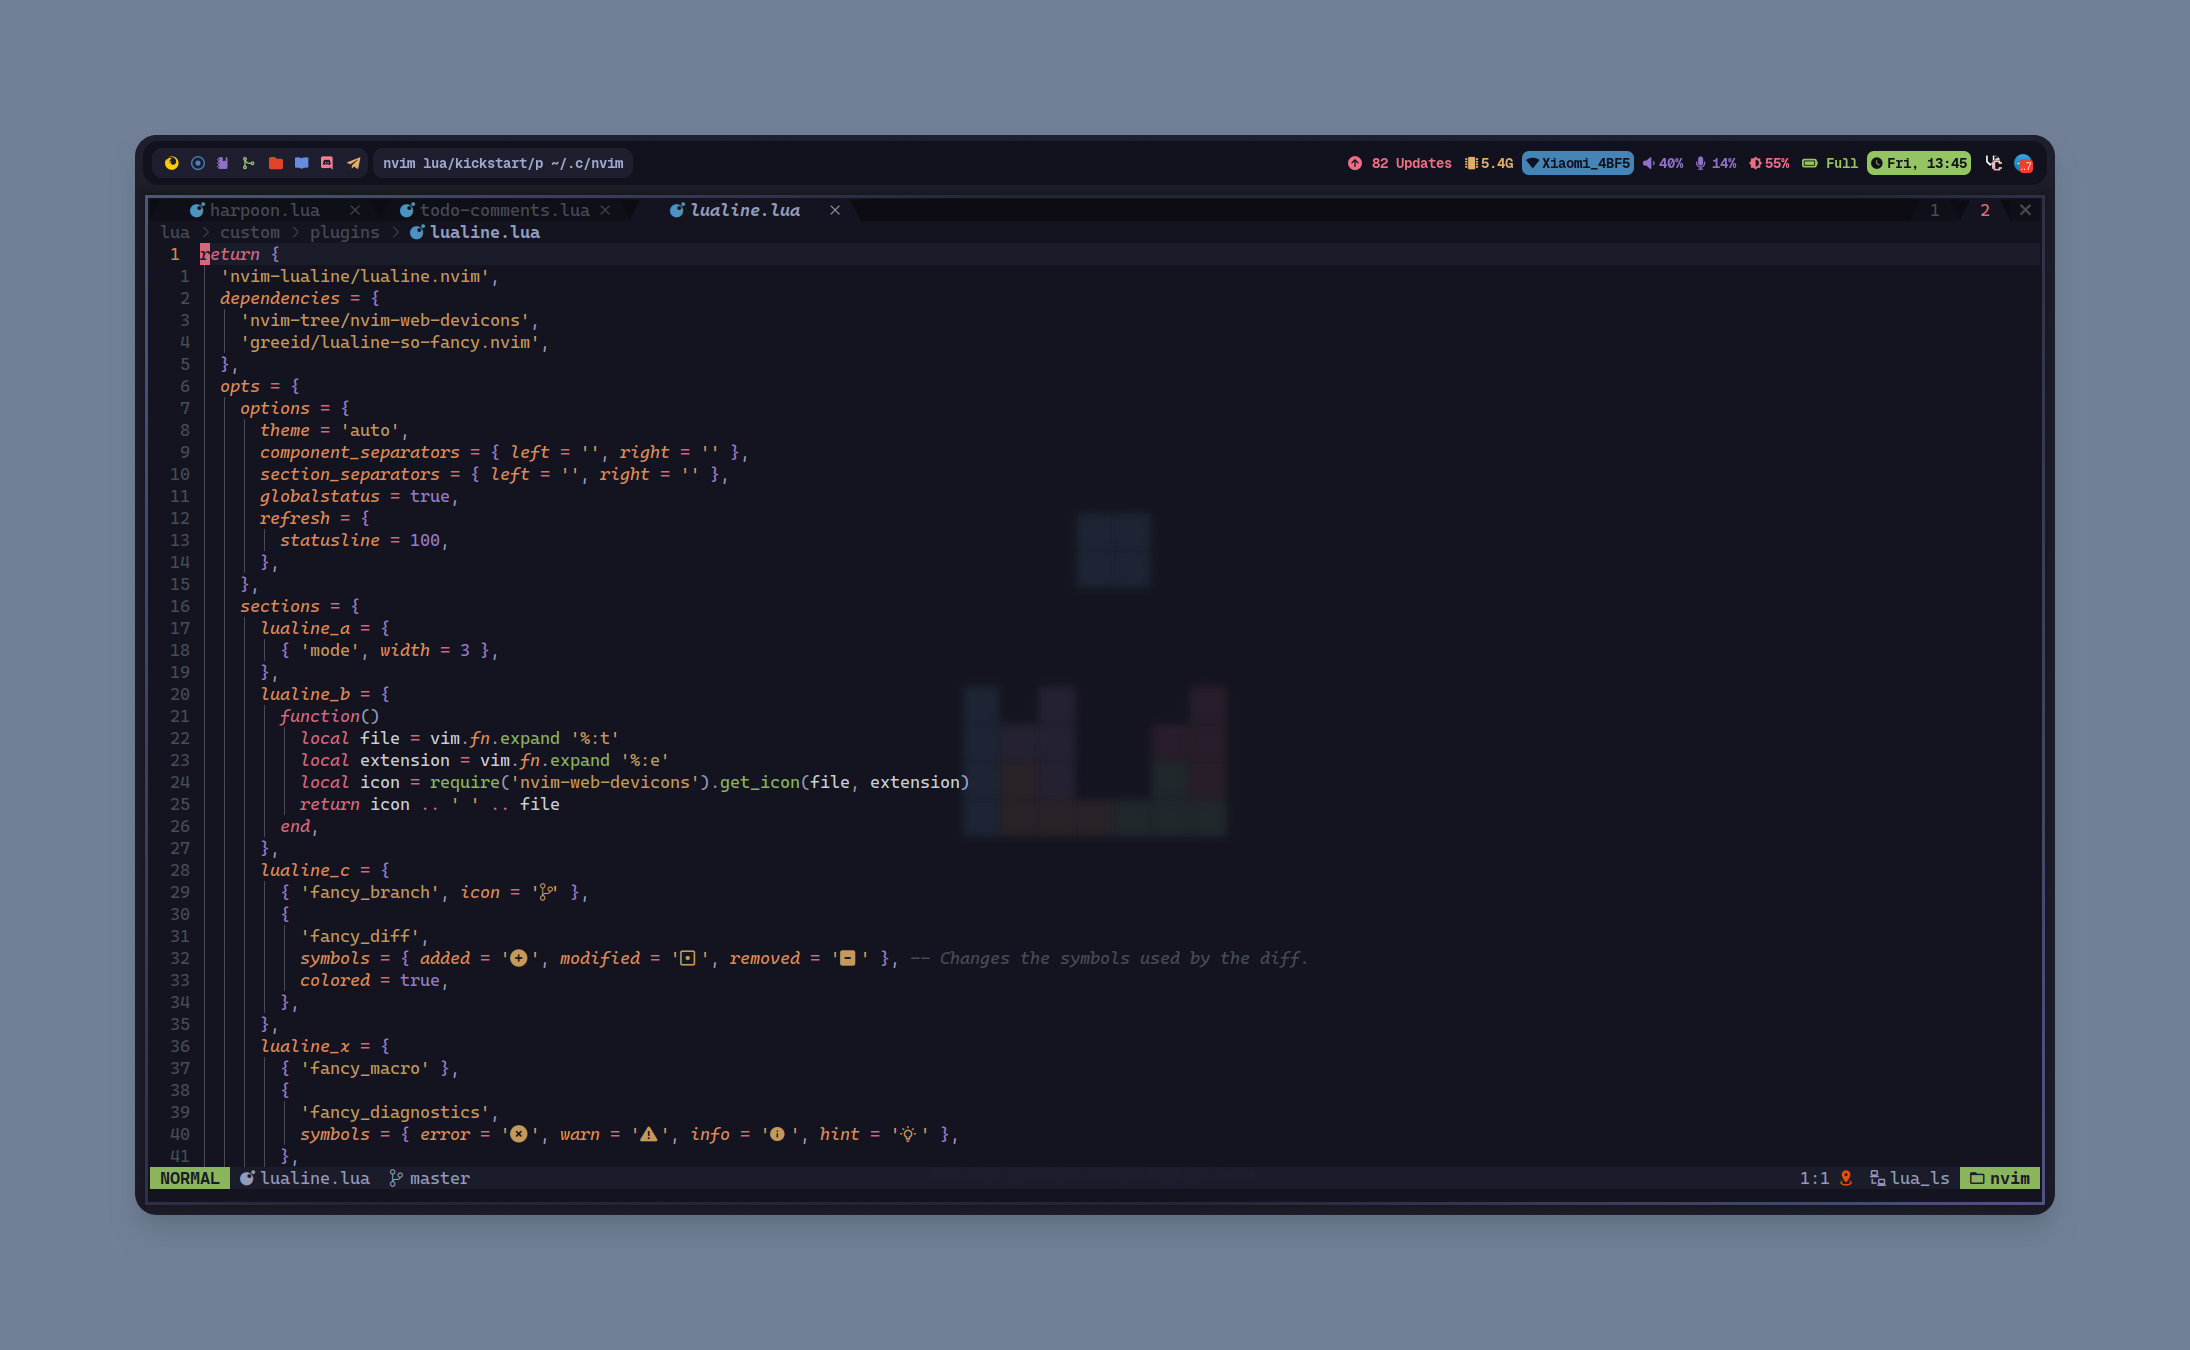 nvim lua/kickstart/p ~/.c/nvim 82 Updates 5.4G Xiaomi_4BF5 40% 14% 55% Full Fri, 13:45
harpoon.lua × todo-comments.lua × lualine.lua × 1 2 ×
lua > custom > plugins > lualine.lua
1 return {
1 'nvim-lualine/lualine.nvim',
2 dependencies = {
3 'nvim-tree/nvim-web-devicons',
4 'greeid/lualine-so-fancy.nvim',
5 },
6 opts = {
7 options = {
8 theme = 'auto',
9 component_separators = { left = '', right = '' },
10 section_separators = { left = '', right = '' },
11 globalstatus = true,
12 refresh = {
13 statusline = 100,
14 },
15 },
16 sections = {
17 lualine_a = {
18 { 'mode', width = 3 },
19 },
20 lualine_b = {
21 function()
22 local file = vim.fn.expand '%:t'
23 local extension = vim.fn.expand '%:e'
24 local icon = require('nvim-web-devicons').get_icon(file, extension)
25 return icon .. ' ' .. file
26 end,
27 },
28 lualine_c = {
29 { 'fancy_branch', icon = '' },
30 {
31 'fancy_diff',
32 symbols = { added = ' ', modified = ' ', removed = ' ' }, -- Changes the symbols used by the diff.
33 colored = true,
34 },
35 },
36 lualine_x = {
37 { 'fancy_macro' },
38 {
39 'fancy_diagnostics',
40 symbols = { error = ' ', warn = ' ', info = ' ', hint = ' ' },
41 },
NORMAL lualine.lua master 1:1 lua_ls nvim